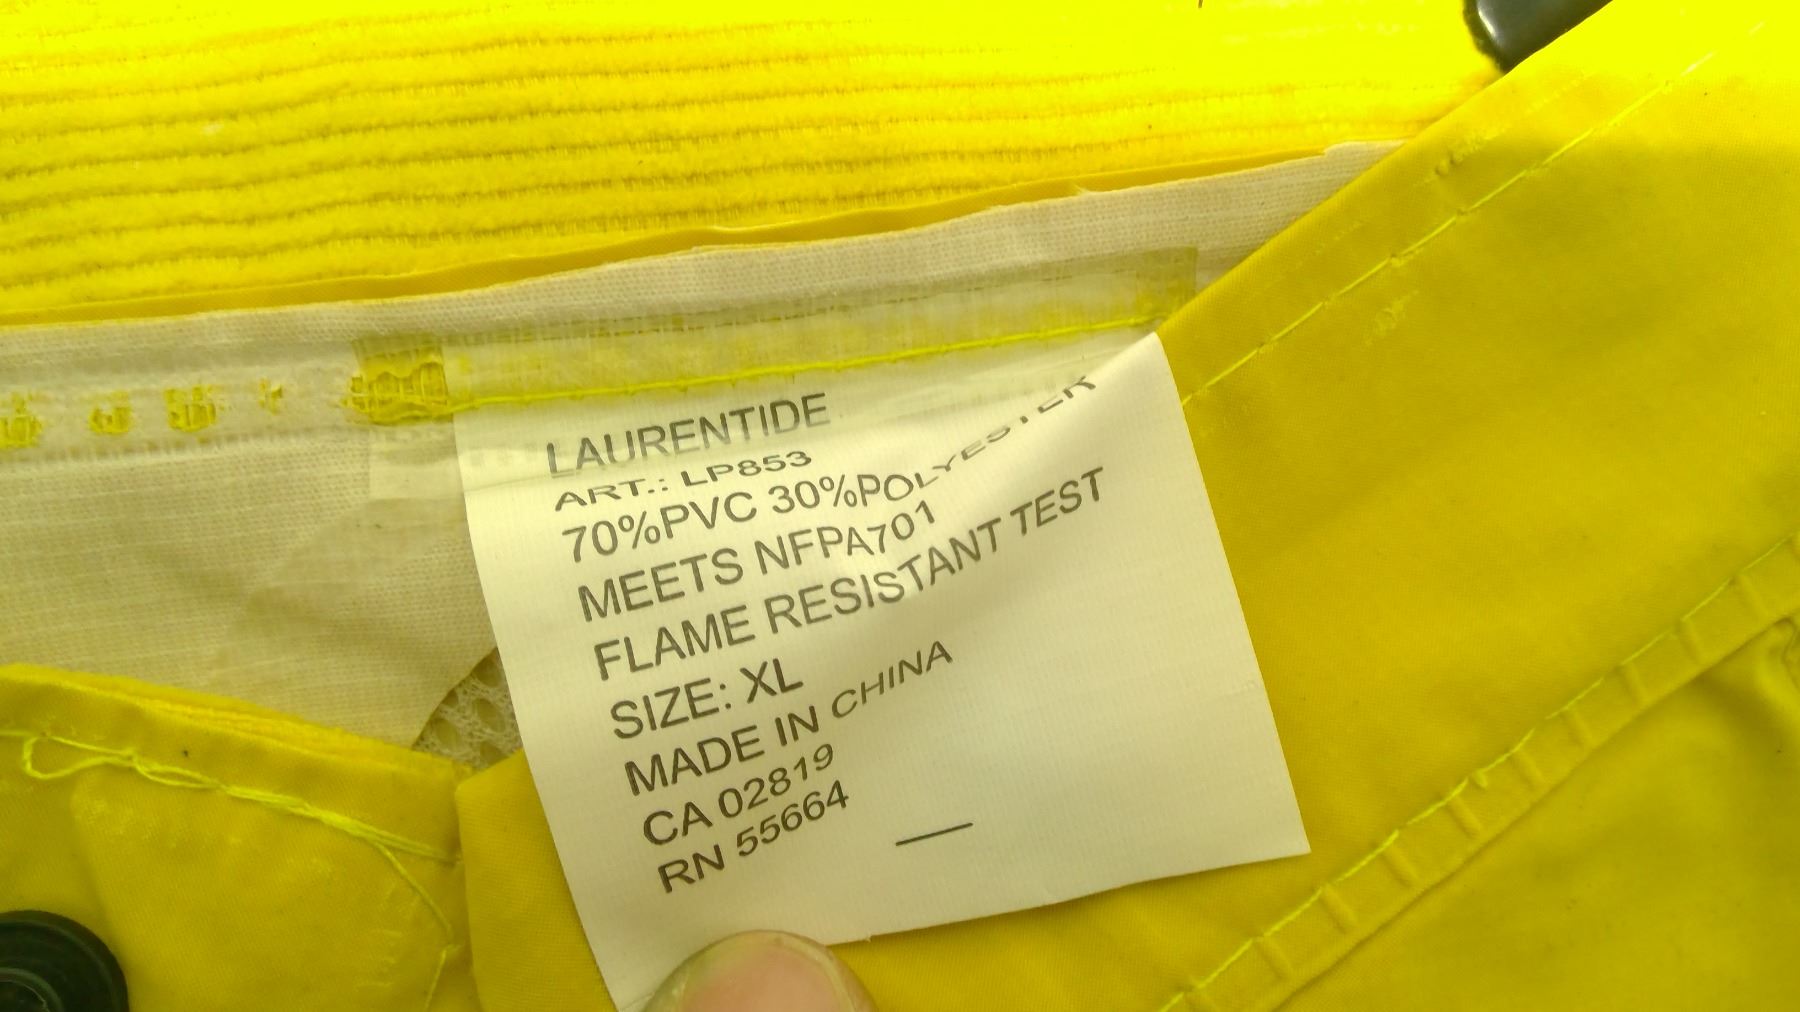 LAURENTIDE
ART.: LP853
70%PVC 30%POLYESTER
MEETS NFPA701
FLAME RESISTANT TEST
SIZE: XL
MADE IN CHINA
CA 02819
RN 55664